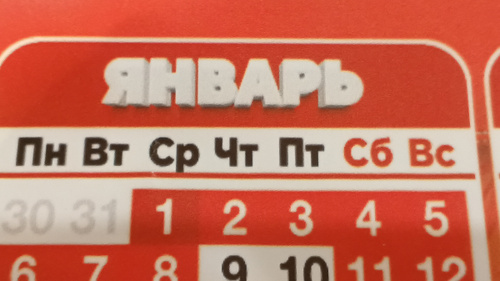 ЯНВАРЬ
Пн Вт Ср Чт Пт Сб Вс
30 31 1 2 3 4 5
6 7 8 9 10 11 12